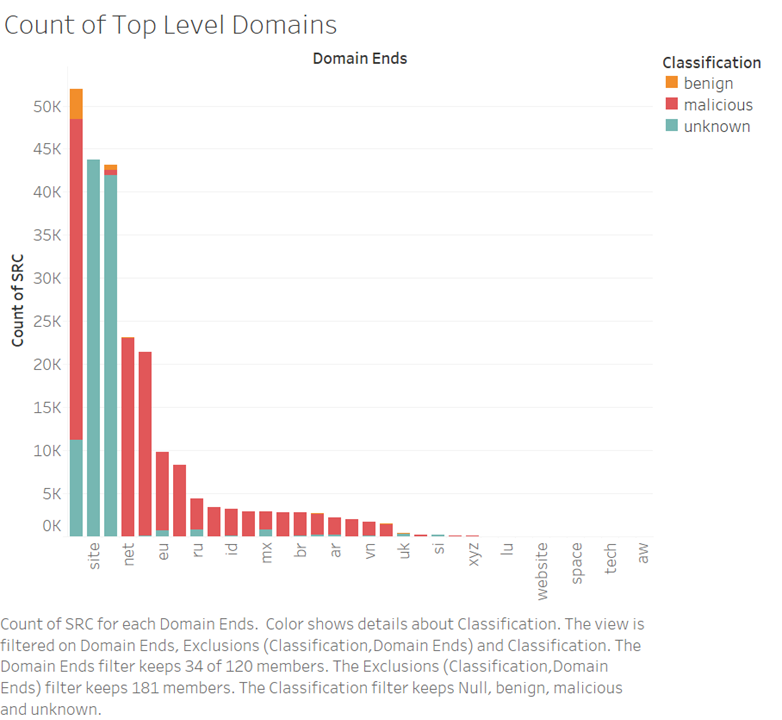 Count of Top Level Domains
Domain Ends
Classification
benign
malicious
unknown
Count of SRC
50K
45K
40K
35K
30K
25K
20K
15K
10K
5K
0K
site
net
eu
ru
id
mx
br
ar
vn
uk
si
xyz
lu
website
space
tech
aw
Count of SRC for each Domain Ends. Color shows details about Classification. The view is
filtered on Domain Ends, Exclusions (Classification,Domain Ends) and Classification. The
Domain Ends filter keeps 34 of 120 members. The Exclusions (Classification,Domain
Ends) filter keeps 181 members. The Classification filter keeps Null, benign, malicious
and unknown.